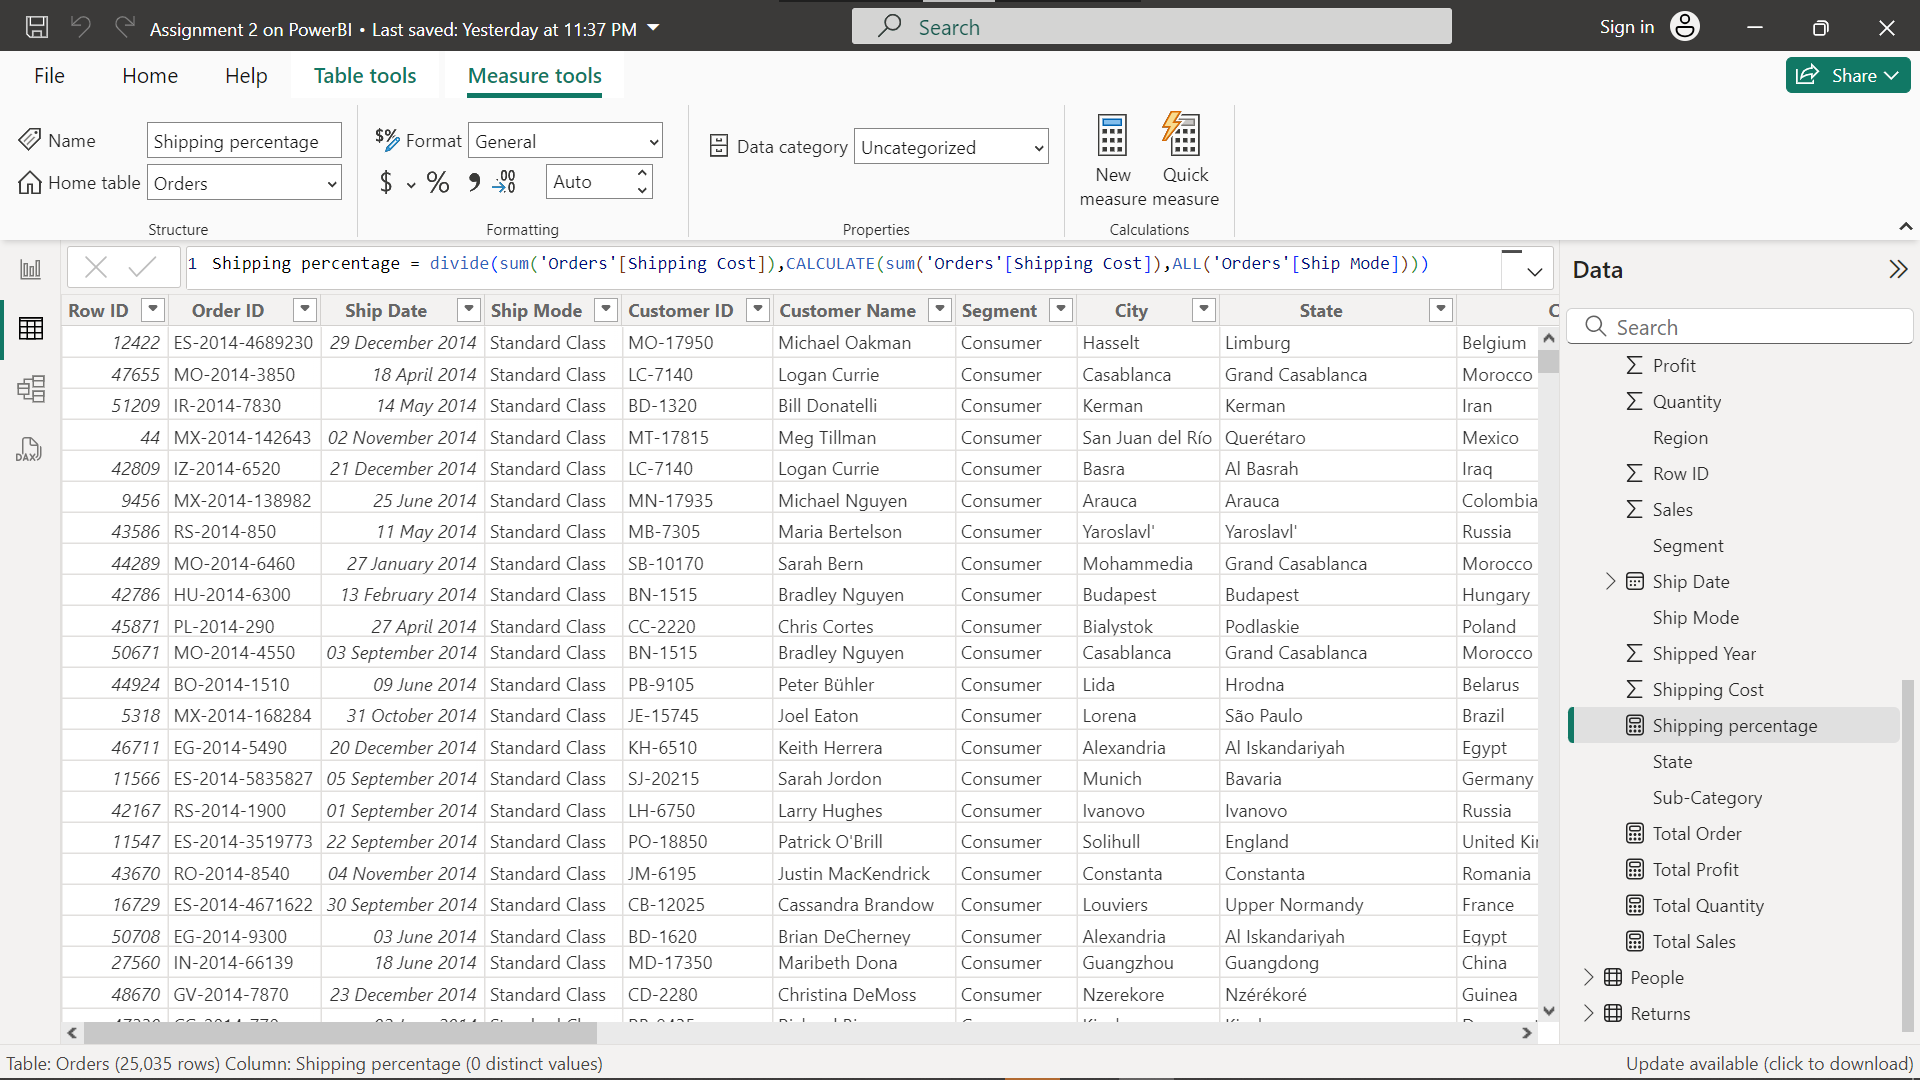 Assignment 2 on PowerBI • Last saved: Yesterday at 11:37 PM
Search
Sign in
File Home Help Table tools Measure tools
Share
Name Shipping percentage
Home table Orders
Structure
$% Format General
$ % , .00 Auto
Formatting
Data category Uncategorized
Properties
New measure
Quick measure
Calculations
1 Shipping percentage = divide(sum('Orders'[Shipping Cost]),CALCULATE(sum('Orders'[Shipping Cost]),ALL('Orders'[Ship Mode])))
Row ID Order ID Ship Date Ship Mode Customer ID Customer Name Segment City State C
12422 ES-2014-4689230 29 December 2014 Standard Class MO-17950 Michael Oakman Consumer Hasselt Limburg Belgium
47655 MO-2014-3850 18 April 2014 Standard Class LC-7140 Logan Currie Consumer Casablanca Grand Casablanca Morocco
51209 IR-2014-7830 14 May 2014 Standard Class BD-1320 Bill Donatelli Consumer Kerman Kerman Iran
44 MX-2014-142643 02 November 2014 Standard Class MT-17815 Meg Tillman Consumer San Juan del Río Querétaro Mexico
42809 IZ-2014-6520 21 December 2014 Standard Class LC-7140 Logan Currie Consumer Basra Al Basrah Iraq
9456 MX-2014-138982 25 June 2014 Standard Class MN-17935 Michael Nguyen Consumer Arauca Arauca Colombia
43586 RS-2014-850 11 May 2014 Standard Class MB-7305 Maria Bertelson Consumer Yaroslavl' Yaroslavl' Russia
44289 MO-2014-6460 27 January 2014 Standard Class SB-10170 Sarah Bern Consumer Mohammedia Grand Casablanca Morocco
42786 HU-2014-6300 13 February 2014 Standard Class BN-1515 Bradley Nguyen Consumer Budapest Budapest Hungary
45871 PL-2014-290 27 April 2014 Standard Class CC-2220 Chris Cortes Consumer Bialystok Podlaskie Poland
50671 MO-2014-4550 03 September 2014 Standard Class BN-1515 Bradley Nguyen Consumer Casablanca Grand Casablanca Morocco
44924 BO-2014-1510 09 June 2014 Standard Class PB-9105 Peter Bühler Consumer Lida Hrodna Belarus
5318 MX-2014-168284 31 October 2014 Standard Class JE-15745 Joel Eaton Consumer Lorena São Paulo Brazil
46711 EG-2014-5490 20 December 2014 Standard Class KH-6510 Keith Herrera Consumer Alexandria Al Iskandariyah Egypt
11566 ES-2014-5835827 05 September 2014 Standard Class SJ-20215 Sarah Jordon Consumer Munich Bavaria Germany
42167 RS-2014-1900 01 September 2014 Standard Class LH-6750 Larry Hughes Consumer Ivanovo Ivanovo Russia
11547 ES-2014-3519773 22 September 2014 Standard Class PO-18850 Patrick O'Brill Consumer Solihull England United Ki
43670 RO-2014-8540 04 November 2014 Standard Class JM-6195 Justin MacKendrick Consumer Constanta Constanta Romania
16729 ES-2014-4671622 30 September 2014 Standard Class CB-12025 Cassandra Brandow Consumer Louviers Upper Normandy France
50708 EG-2014-9300 03 June 2014 Standard Class BD-1620 Brian DeCherney Consumer Alexandria Al Iskandariyah Egypt
27560 IN-2014-66139 18 June 2014 Standard Class MD-17350 Maribeth Dona Consumer Guangzhou Guangdong China
48670 GV-2014-7870 23 December 2014 Standard Class CD-2280 Christina DeMoss Consumer Nzerekore Nzérékoré Guinea
DAX
Data
Search
Profit
Quantity
Region
Row ID
Sales
Segment
Ship Date
Ship Mode
Shipped Year
Shipping Cost
Shipping percentage
State
Sub-Category
Total Order
Total Profit
Total Quantity
Total Sales
People
Returns
Table: Orders (25,035 rows) Column: Shipping percentage (0 distinct values)
Update available (click to download)